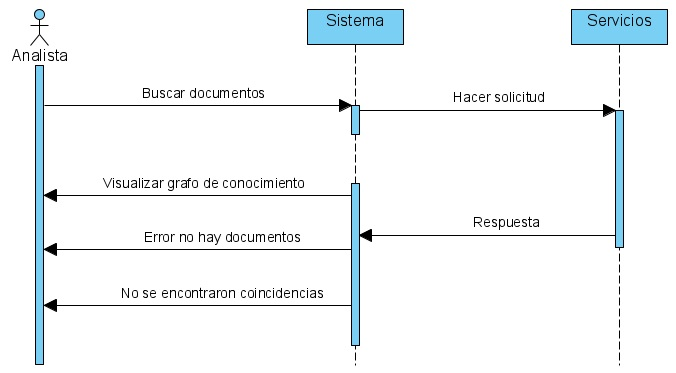 Sistema
Servicios
Analista
Buscar documentos
Hacer solicitud
Visualizar grafo de conocimiento
Respuesta
Error no hay documentos
No se encontraron coincidencias